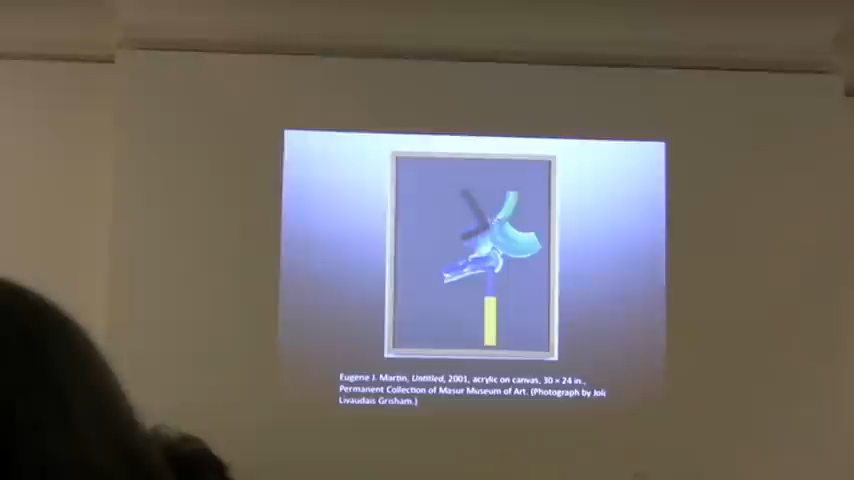 Eugene J. Martin, Untitled, 2001, acrylic on canvas, 30 × 24 in.,
Permanent Collection of Masur Museum of Art. (Photograph by Joli
Livaudais Grisham.)